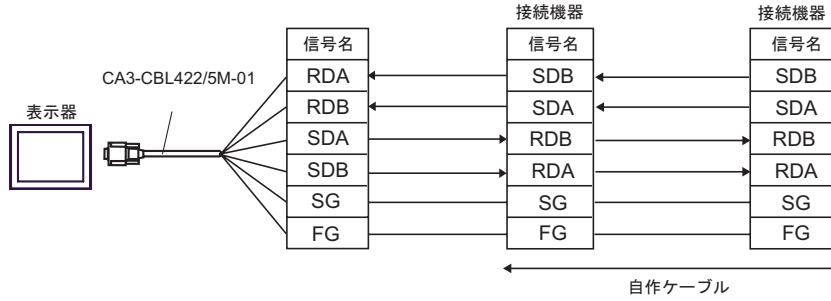 接続機器
接続機器
信号名
信号名
信号名
CA3-CBL422/5M-01
表示器
RDA
SDB
SDB
RDB
SDA
SDA
SDA
RDB
RDB
SDB
RDA
RDA
SG
SG
SG
FG
FG
FG
自作ケーブル